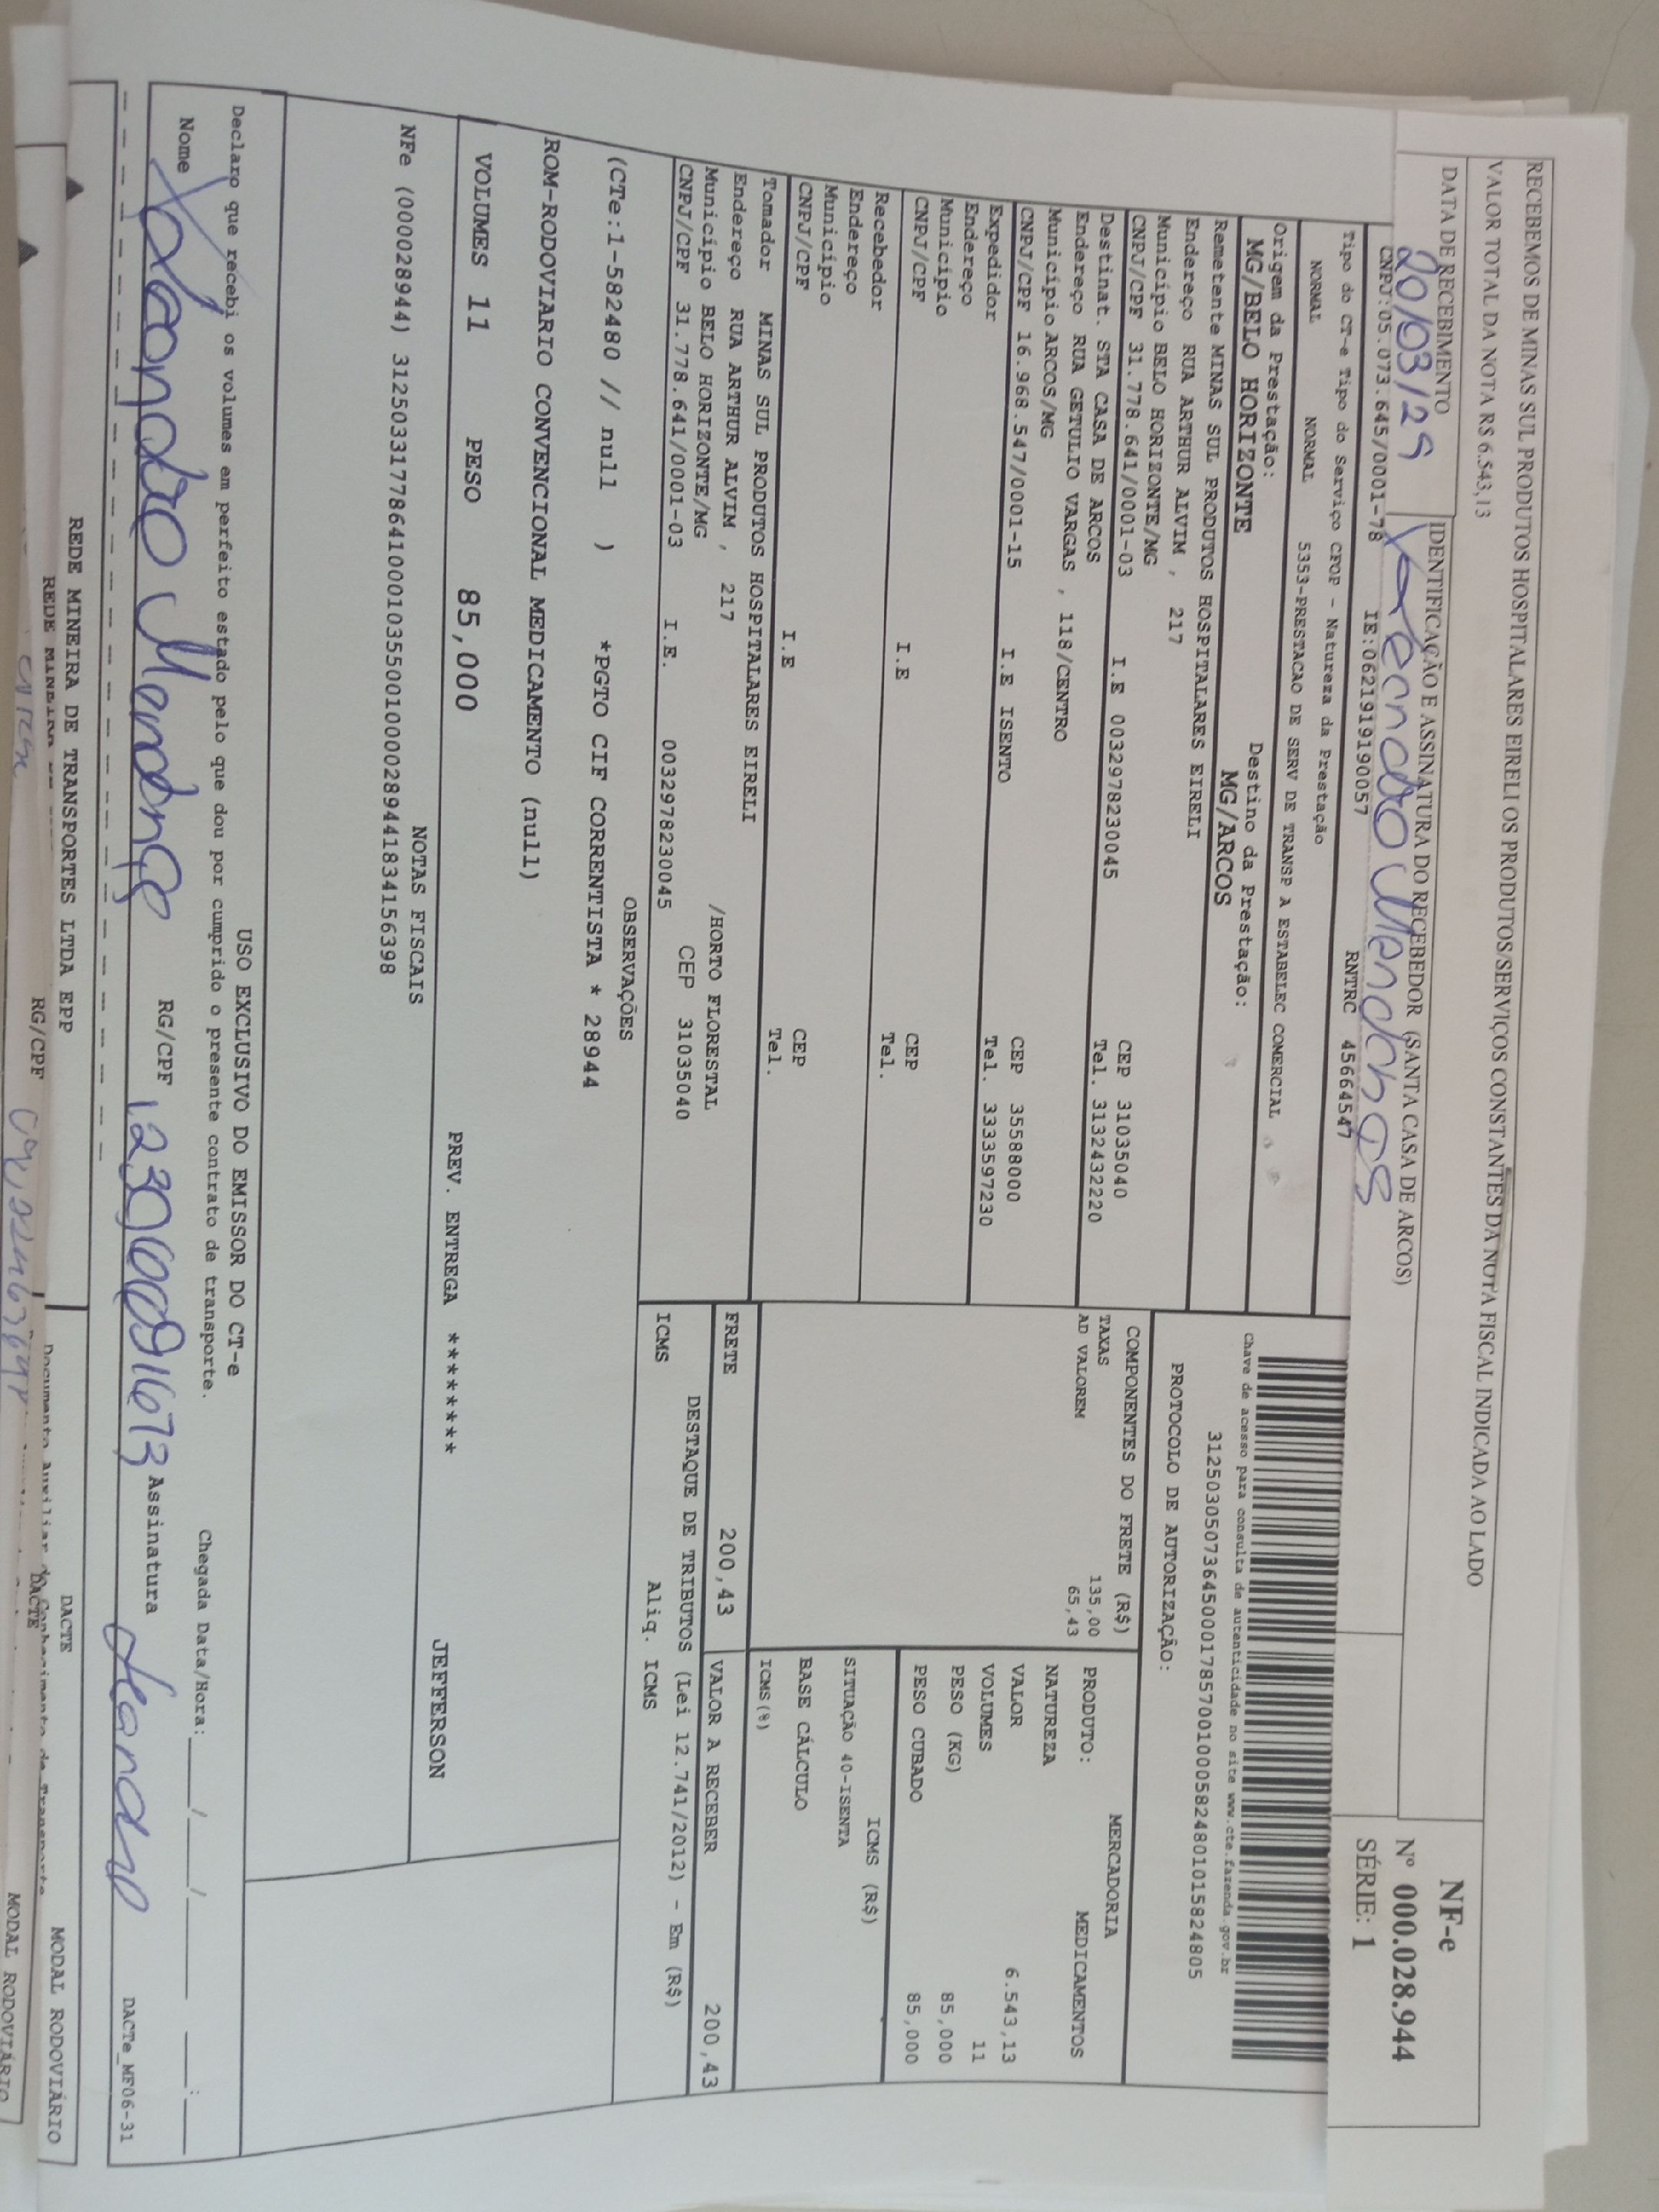 RECEBEMOS DE MINAS SUL PRODUTOS HOSPITALARES EIRELI OS PRODUTOS/SERVIÇOS CONSTANTES DA NOTA FISCAL INDICADA AO LADO
VALOR TOTAL DA NOTA R$ 6.543,13
NF-e
Nº 000.028.944
SÉRIE: 1
DATA DE RECEBIMENTO
IDENTIFICAÇÃO E ASSINATURA DO RECEBEDOR (SANTA CASA DE ARCOS)
20/03/25
CNPJ:05.073.645/0001-78 IE:0621919190057 RNTRC 45664547
Tipo do CT-e Tipo do Serviço CFOP - Natureza da Prestação
NORMAL NORMAL 5353-PRESTACAO DE SERV DE TRANSP A ESTABELEC COMERCIAL
Origem da Prestação: Destino da Prestação:
MG/BELO HORIZONTE MG/ARCOS
Remetente MINAS SUL PRODUTOS HOSPITALARES EIRELI
Endereço RUA ARTHUR ALVIM , 217
Município BELO HORIZONTE/MG CEP 31035040
CNPJ/CPF 31.778.641/0001-03 I.E 0032978230045 Tel. 3132432220
Destinat. STA CASA DE ARCOS
Endereço RUA GETULIO VARGAS , 118/CENTRO
Município ARCOS/MG CEP 35588000
CNPJ/CPF 16.968.547/0001-15 I.E ISENTO Tel. 3333597230
Expedidor
Endereço
Município CEP
CNPJ/CPF I.E Tel.
Recebedor
Endereço
Município CEP
CNPJ/CPF I.E Tel.
Tomador MINAS SUL PRODUTOS HOSPITALARES EIRELI
Endereço RUA ARTHUR ALVIM , 217 /HORTO FLORESTAL
Município BELO HORIZONTE/MG CEP 31035040
CNPJ/CPF 31.778.641/0001-03 I.E. 0032978230045
Chave de acesso para consulta de autenticidade no site www.cte.fazenda.gov.br
31250305073645000178570010005824801015824805
PROTOCOLO DE AUTORIZAÇÃO:
COMPONENTES DO FRETE (R$)
TAXAS 135,00
AD VALOREM 65,43
MERCADORIA
PRODUTO: MEDICAMENTOS
NATUREZA
VALOR 6.543,13
VOLUMES 11
PESO (KG) 85,000
PESO CUBADO 85,000
ICMS (R$)
SITUAÇÃO 40-ISENTA
BASE CÁLCULO
ICMS(%)
FRETE 200,43
VALOR A RECEBER 200,43
DESTAQUE DE TRIBUTOS (Lei 12.741/2012) - Em (R$)
ICMS Aliq. ICMS
OBSERVAÇÕES
(CTe:1-582480 // null ) *PGTO CIF CORRENTISTA * 28944
ROM-RODOVIARIO CONVENCIONAL MEDICAMENTO (null)
VOLUMES 11 PESO 85,000 PREV. ENTREGA ******** JEFFERSON
NOTAS FISCAIS
NFe (000028944) 31250331778641000103550010000289441834156398
USO EXCLUSIVO DO EMISSOR DO CT-e
Declaro que recebi os volumes em perfeito estado pelo que dou por cumprido o presente contrato de transporte.
Chegada Data/Hora: ____/____/______ ___:___
Nome RG/CPF Assinatura
DACTe_MF06-31
REDE MINEIRA DE TRANSPORTES LTDA EPP DACTE MODAL RODOVIÁRIO
RG/CPF DACTE MODAL RODOVIÁRIO